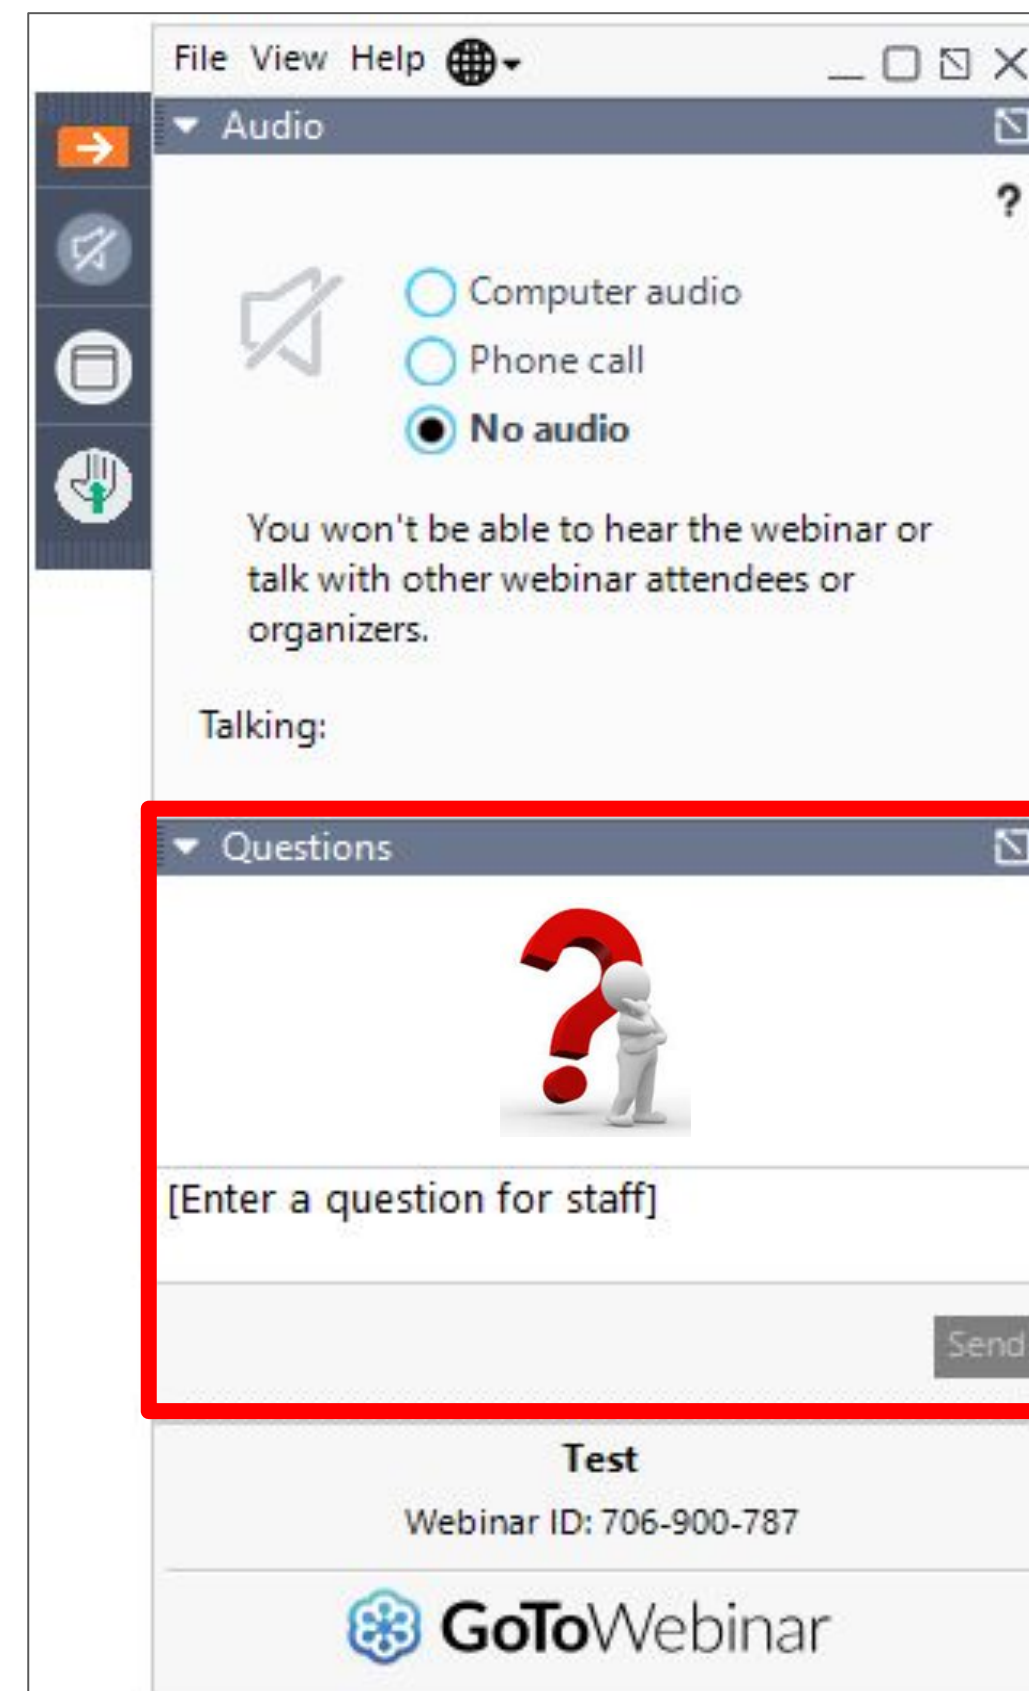 File View Help
Audio
?
Computer audio
Phone call
No audio
You won't be able to hear the webinar or
talk with other webinar attendees or
organizers.
Talking:
Questions
[Enter a question for staff]
Send
Test
Webinar ID: 706-900-787
GoToWebinar